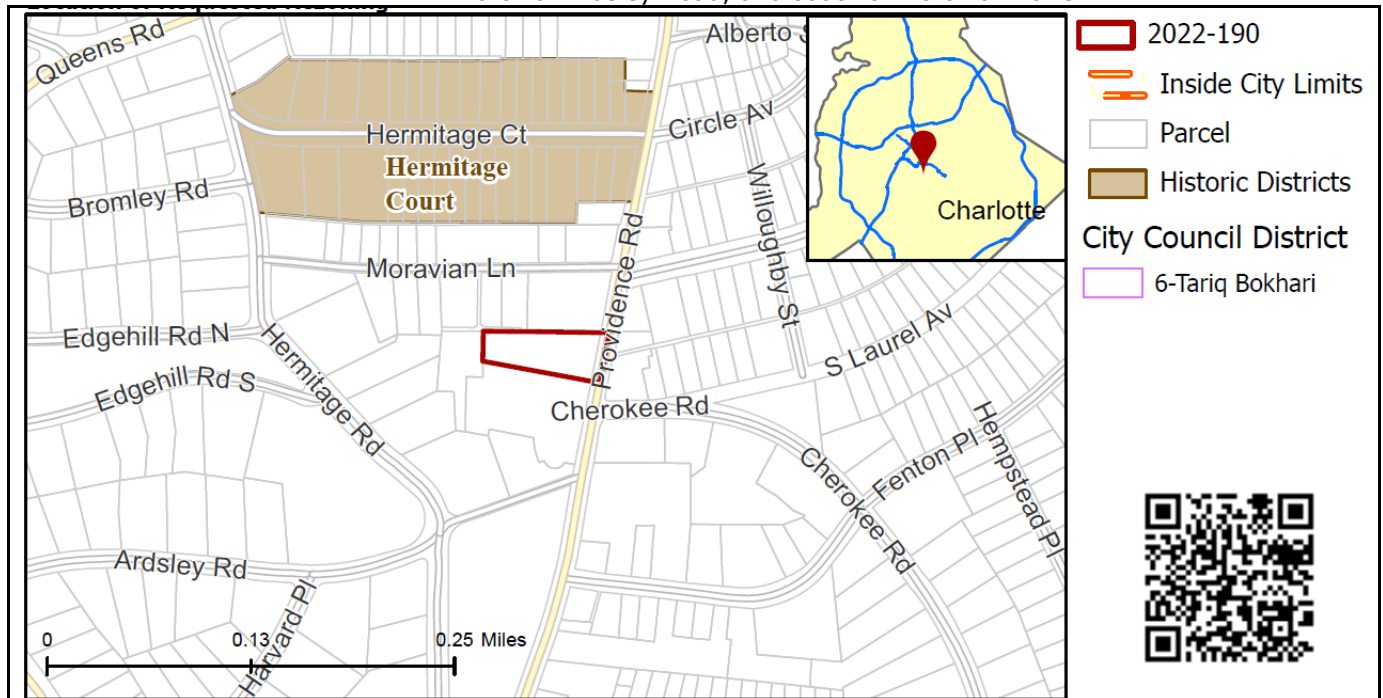 Queens Rd
Alberto
Hermitage Ct
Circle Av
Hermitage
Court
Bromley Rd
Willoughby St
Providence Rd
Moravian Ln
Edgehill Rd N
Edgehill Rd S
Hermitage Rd
S Laurel Av
Cherokee Rd
Cherokee Rd
Fenton Pl
Hempstead Pl
Ardsley Rd
Harvard Pl
0
0.13
0.25 Miles
Charlotte
2022-190
Inside City Limits
Parcel
Historic Districts
City Council District
6-Tariq Bokhari